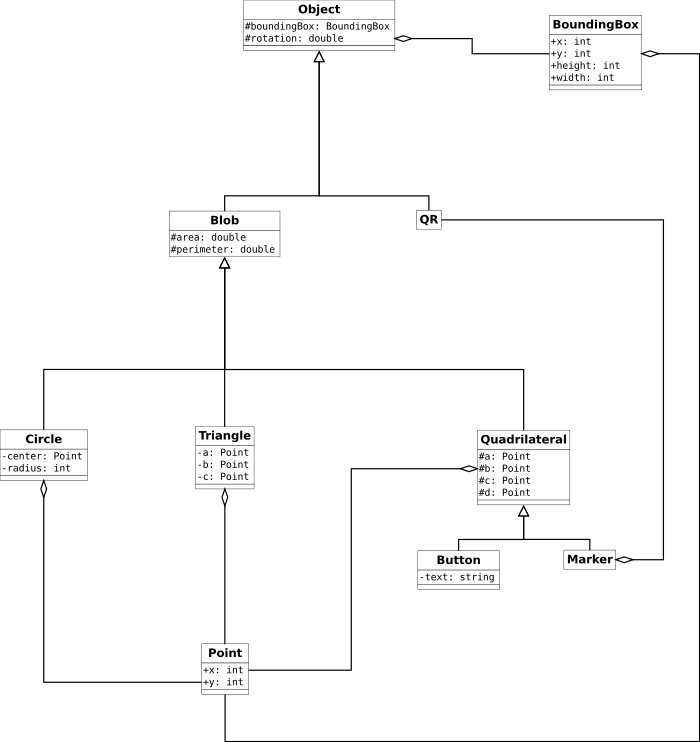 Object
#boundingBox: BoundingBox
#rotation: double
BoundingBox
+x: int
+y: int
+height: int
+width: int
Blob
#area: double
#perimeter: double
QR
Circle
-center: Point
-radius: int
Triangle
-a: Point
-b: Point
-c: Point
Quadrilateral
#a: Point
#b: Point
#c: Point
#d: Point
Button
-text: string
Marker
Point
+x: int
+y: int